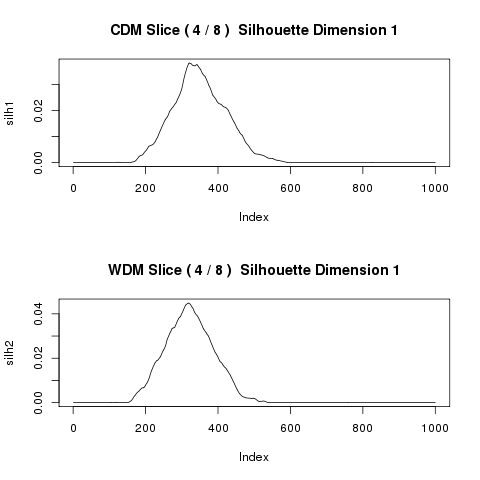 CDM Slice ( 4 / 8 )  Silhouette Dimension 1
silh1
0.02
0.00
0 200 400 600 800 1000
Index
WDM Slice ( 4 / 8 )  Silhouette Dimension 1
silh2
0.04
0.02
0.00
0 200 400 600 800 1000
Index